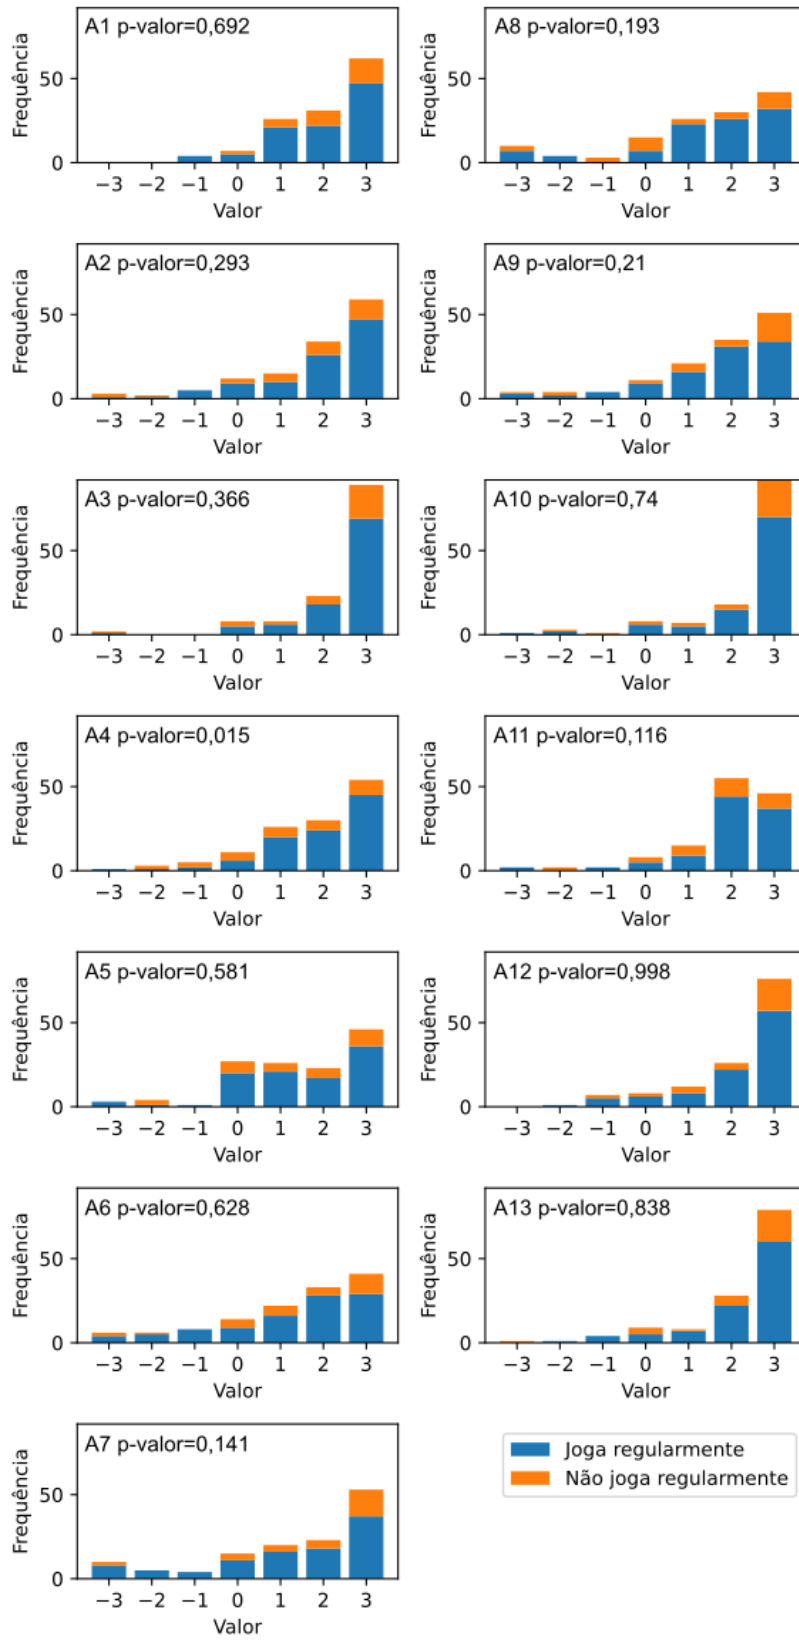 A1 p-valor=0,692
Frequência
50
0
−3 −2 −1 0 1 2 3
Valor
A2 p-valor=0,293
Frequência
50
0
−3 −2 −1 0 1 2 3
Valor
A3 p-valor=0,366
Frequência
50
0
−3 −2 −1 0 1 2 3
Valor
A4 p-valor=0,015
Frequência
50
0
−3 −2 −1 0 1 2 3
Valor
A5 p-valor=0,581
Frequência
50
0
−3 −2 −1 0 1 2 3
Valor
A6 p-valor=0,628
Frequência
50
0
−3 −2 −1 0 1 2 3
Valor
A7 p-valor=0,141
Frequência
50
0
−3 −2 −1 0 1 2 3
Valor
A8 p-valor=0,193
Frequência
50
0
−3 −2 −1 0 1 2 3
Valor
A9 p-valor=0,21
Frequência
50
0
−3 −2 −1 0 1 2 3
Valor
A10 p-valor=0,74
Frequência
50
0
−3 −2 −1 0 1 2 3
Valor
A11 p-valor=0,116
Frequência
50
0
−3 −2 −1 0 1 2 3
Valor
A12 p-valor=0,998
Frequência
50
0
−3 −2 −1 0 1 2 3
Valor
A13 p-valor=0,838
Frequência
50
0
−3 −2 −1 0 1 2 3
Valor
Joga regularmente
Não joga regularmente